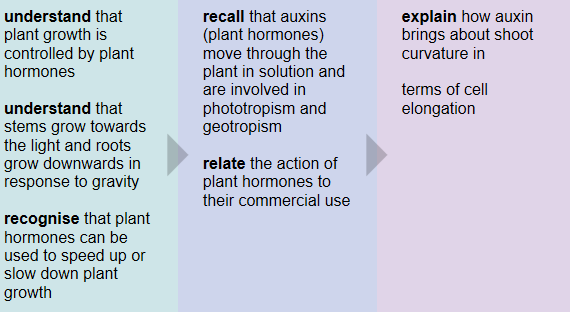 understand that
plant growth is
controlled by plant
hormones
understand that
stems grow towards
the light and roots
grow downwards in
response to gravity
recognise that plant
hormones can be
used to speed up or
slow down plant
growth
recall that auxins
(plant hormones)
move through the
plant in solution and
are involved in
phototropism and
geotropism
relate the action of
plant hormones to
their commercial use
explain how auxin
brings about shoot
curvature in
terms of cell
elongation